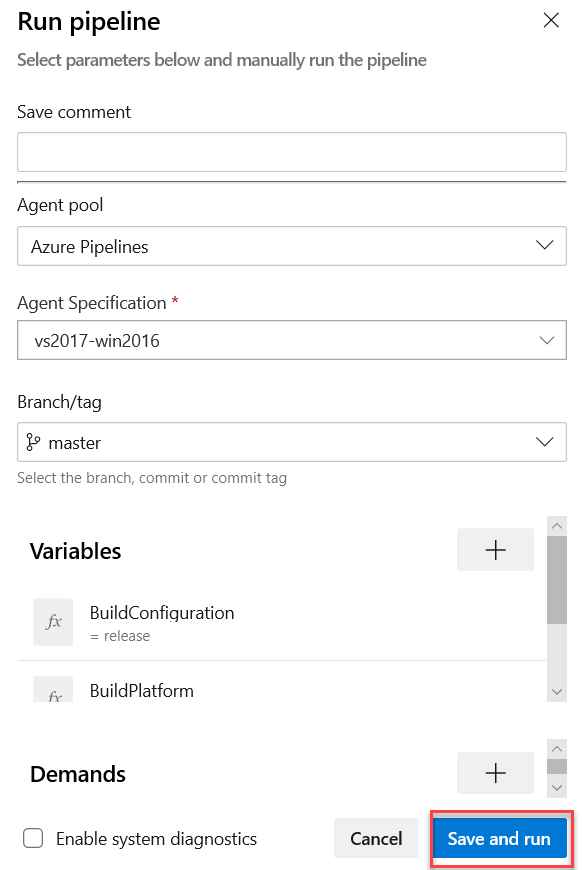 Run pipeline
Select parameters below and manually run the pipeline
Save comment
Agent pool
Azure Pipelines
Agent Specification *
vs2017-win2016
Branch/tag
master
Select the branch, commit or commit tag
Variables
fx
BuildConfiguration
= release
fx
BuildPlatform
Demands
Enable system diagnostics
Cancel
Save and run